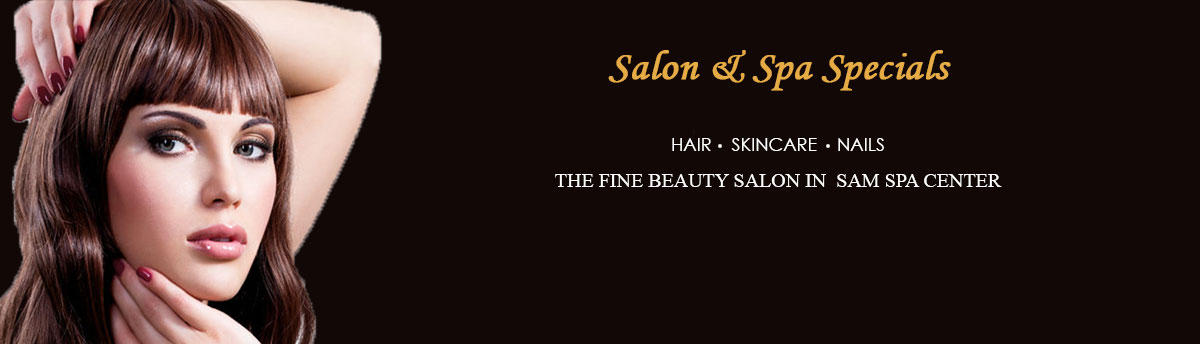 Salon & Spa Specials
HAIR • SKINCARE • NAILS
THE FINE BEAUTY SALON IN SAM SPA CENTER